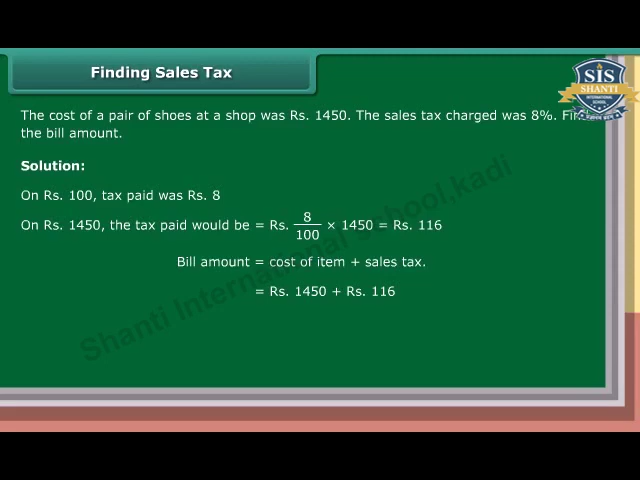 Finding Sales Tax
SIS
SHANTI
INTERNATIONAL
SCHOOL
The cost of a pair of shoes at a shop was Rs. 1450. The sales tax charged was 8%.
the bill amount.
Solution:
On Rs. 100, tax paid was Rs. 8
On Rs. 1450, the tax paid would be = Rs. 8/100 × 1450 = Rs. 116
Bill amount = cost of item + sales tax.
= Rs. 1450 + Rs. 116
Shanti International School.kadi